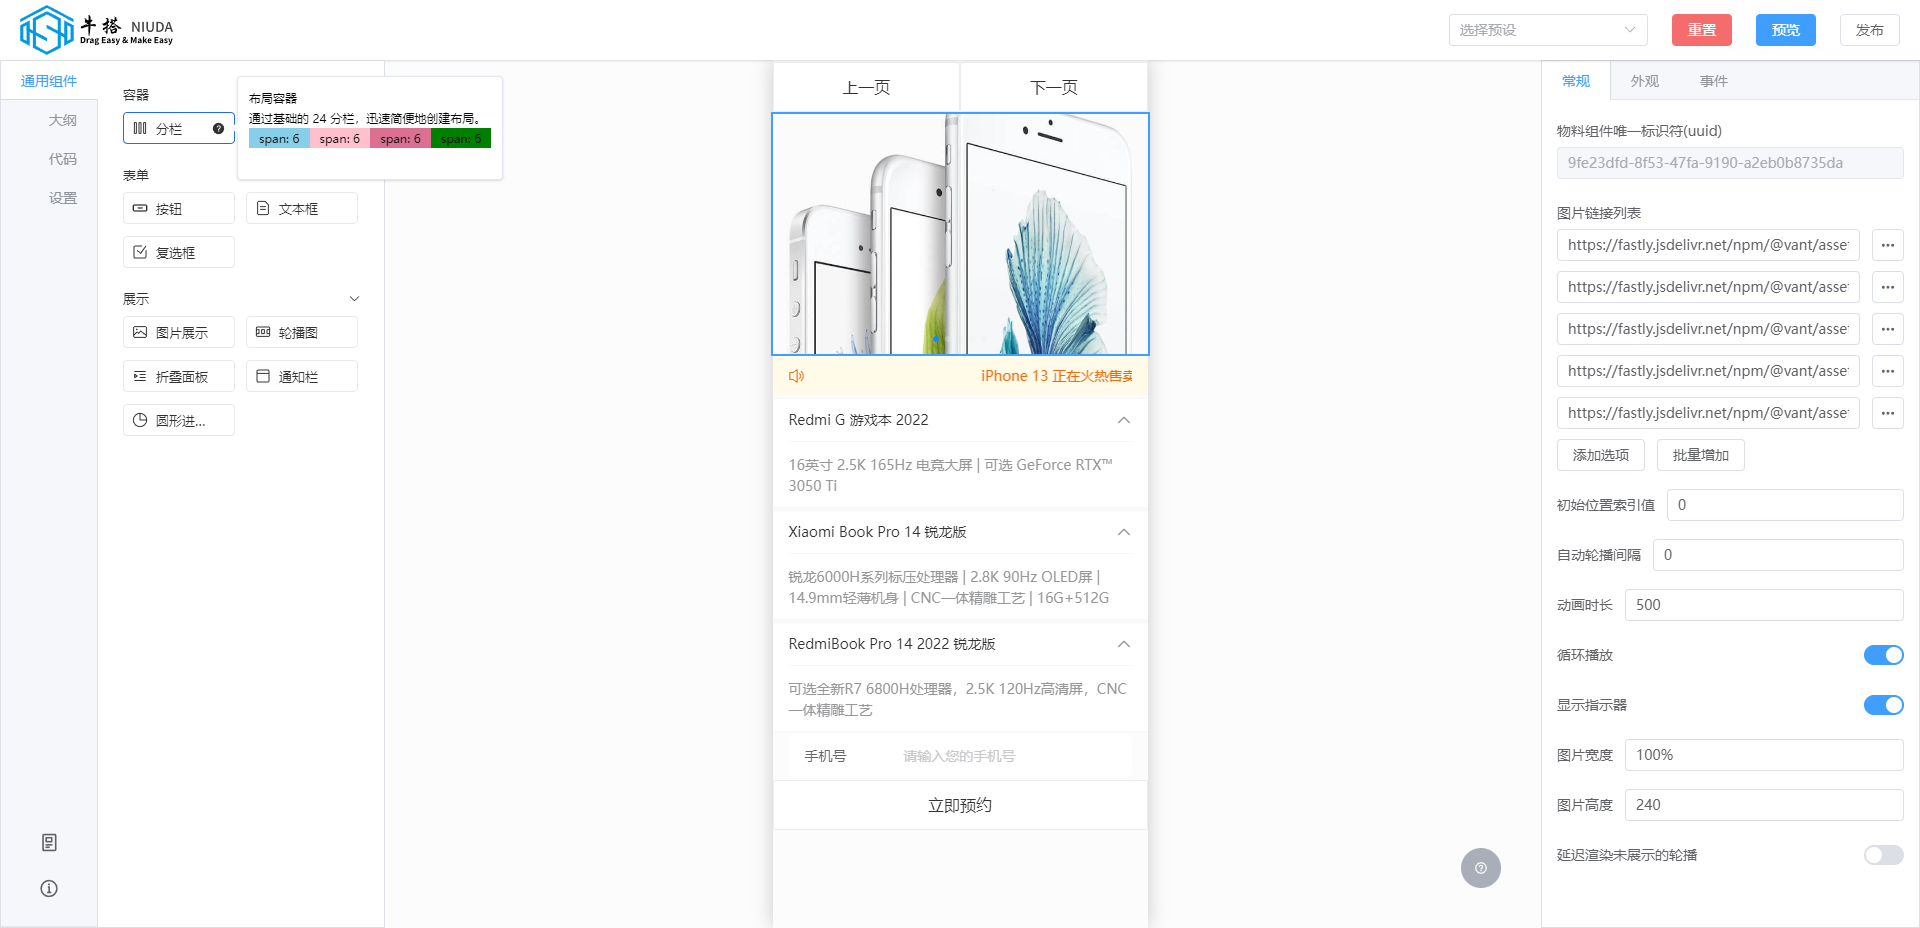 牛搭 NIUDA
Drag Easy & Make Easy
选择预设
重置
预览
发布
通用组件
大纲
代码
设置
容器
分栏
布局容器
通过基础的 24 分栏，迅速简便地创建布局。
span: 6 span: 6 span: 6 span: 6
表单
按钮
文本框
复选框
展示
图片展示
轮播图
折叠面板
通知栏
圆形进...
上一页
下一页
iPhone 13 正在火热售卖
Redmi G 游戏本 2022
16英寸 2.5K 165Hz 电竞大屏 | 可选 GeForce RTX™
3050 Ti
Xiaomi Book Pro 14 锐龙版
锐龙6000H系列标压处理器 | 2.8K 90Hz OLED屏 |
14.9mm轻薄机身 | CNC一体精雕工艺 | 16G+512G
RedmiBook Pro 14 2022 锐龙版
可选全新R7 6800H处理器，2.5K 120Hz高清屏，CNC
一体精雕工艺
手机号 请输入您的手机号
立即预约
常规 外观 事件
物料组件唯一标识符(uuid)
9fe23dfd-8f53-47fa-9190-a2eb0b8735da
图片链接列表
https://fastly.jsdelivr.net/npm/@vant/asset
https://fastly.jsdelivr.net/npm/@vant/asset
https://fastly.jsdelivr.net/npm/@vant/asset
https://fastly.jsdelivr.net/npm/@vant/asset
https://fastly.jsdelivr.net/npm/@vant/asset
添加选项 批量增加
初始位置索引值 0
自动轮播间隔 0
动画时长 500
循环播放
显示指示器
图片宽度 100%
图片高度 240
延迟渲染未展示的轮播